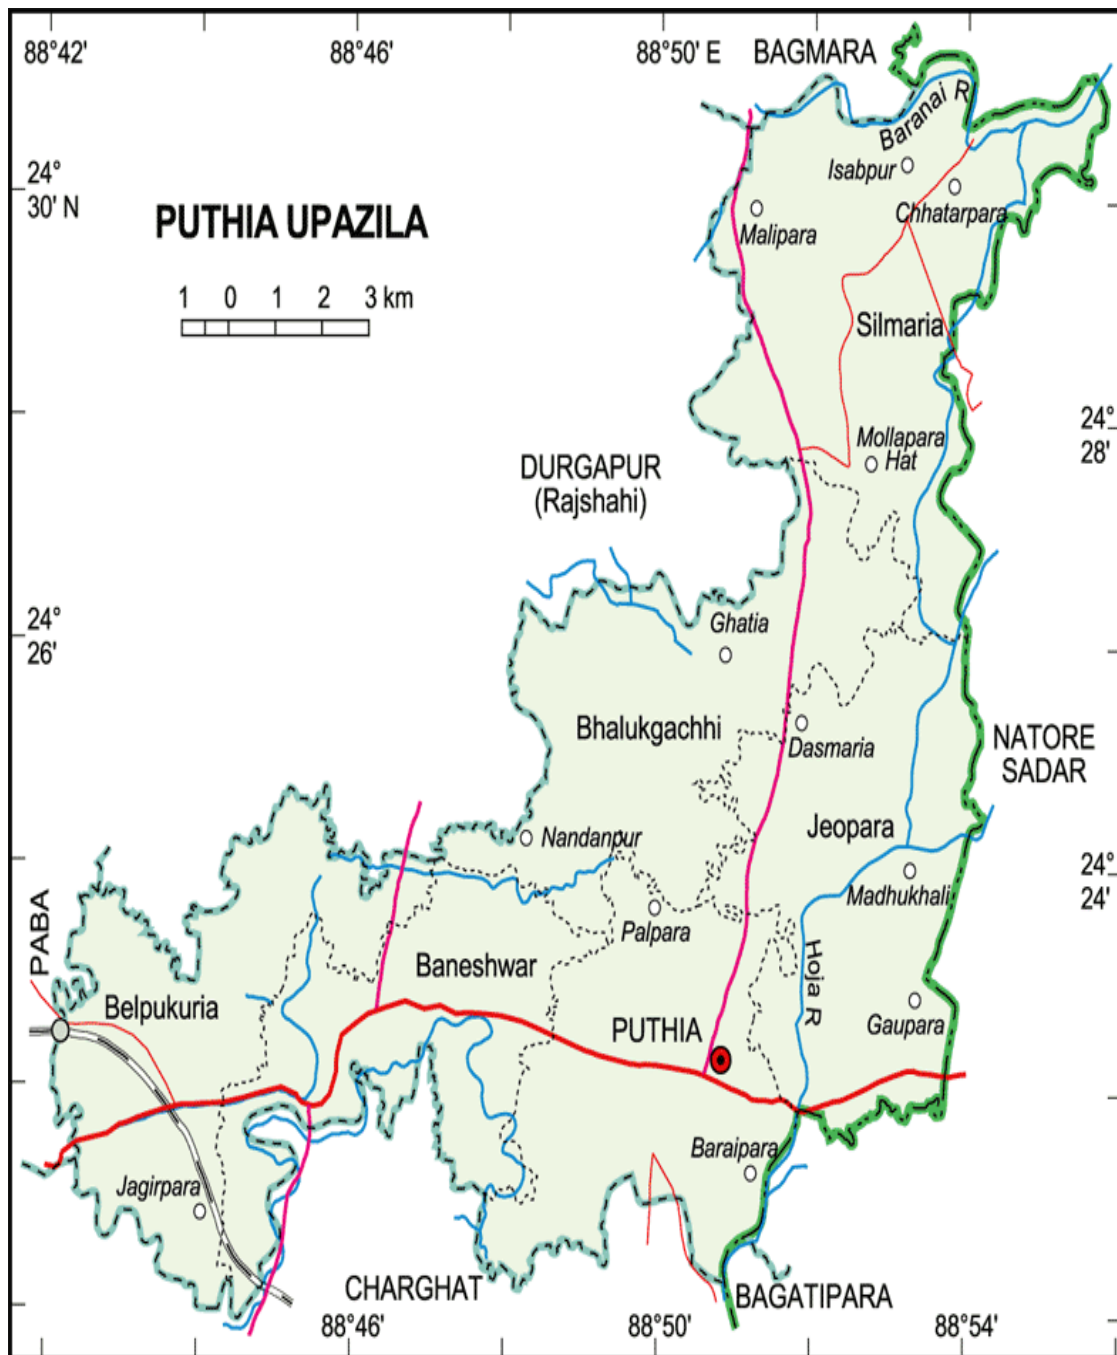 88°42'
88°46'
88°50' E
BAGMARA
Baranai R
24°
30' N
Isabpur
Chhatarpara
Malipara
PUTHIA UPAZILA
1 0 1 2 3 km
Silmaria
24°
28'
Mollapara
Hat
DURGAPUR
(Rajshahi)
24°
26'
Ghatia
Bhalukgachhi
Dasmaria
NATORE
SADAR
Jeopara
Nandanpur
24°
24'
Madhukhali
PABA
Palpara
Baneshwar
Hoja R
Belpukuria
PUTHIA
Gaupara
Baraipara
Jagirpara
CHARGHAT
BAGATIPARA
88°46'
88°50'
88°54'